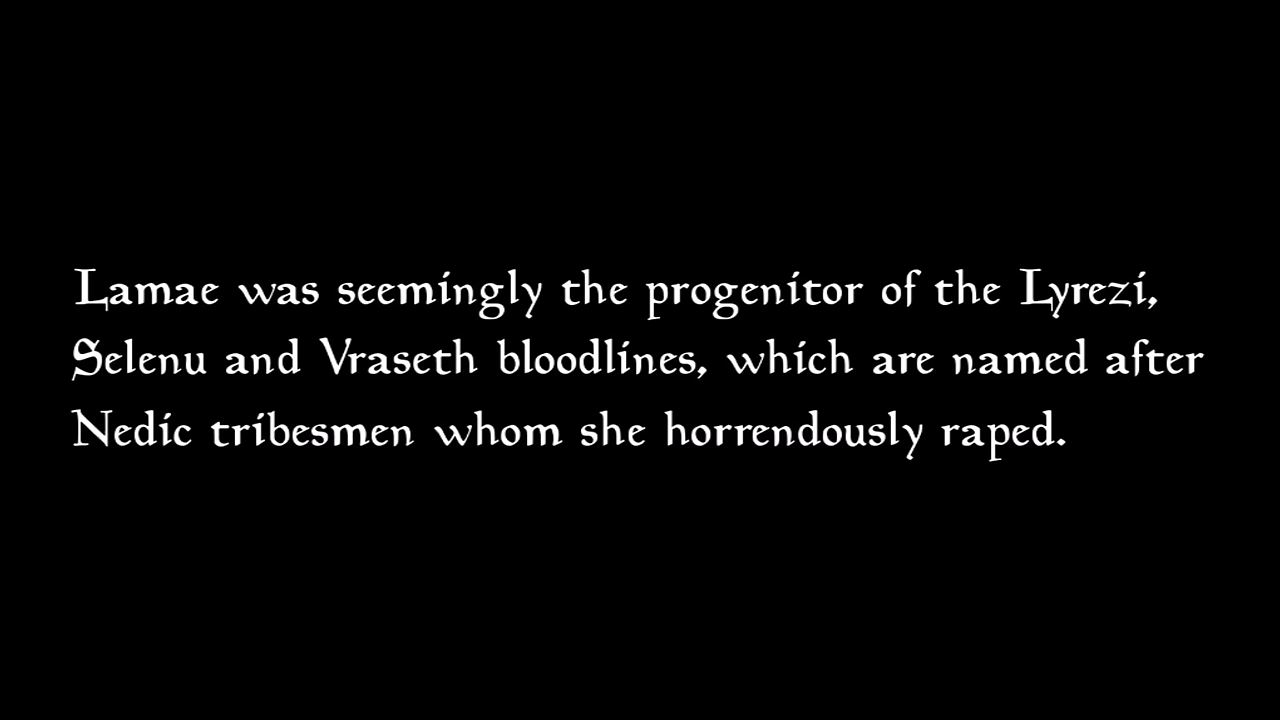 Lamae was seemingly the progenitor of the Lyrezi,
Selenu and Vraseth bloodlines, which are named after
Nedic tribesmen whom she horrendously raped.